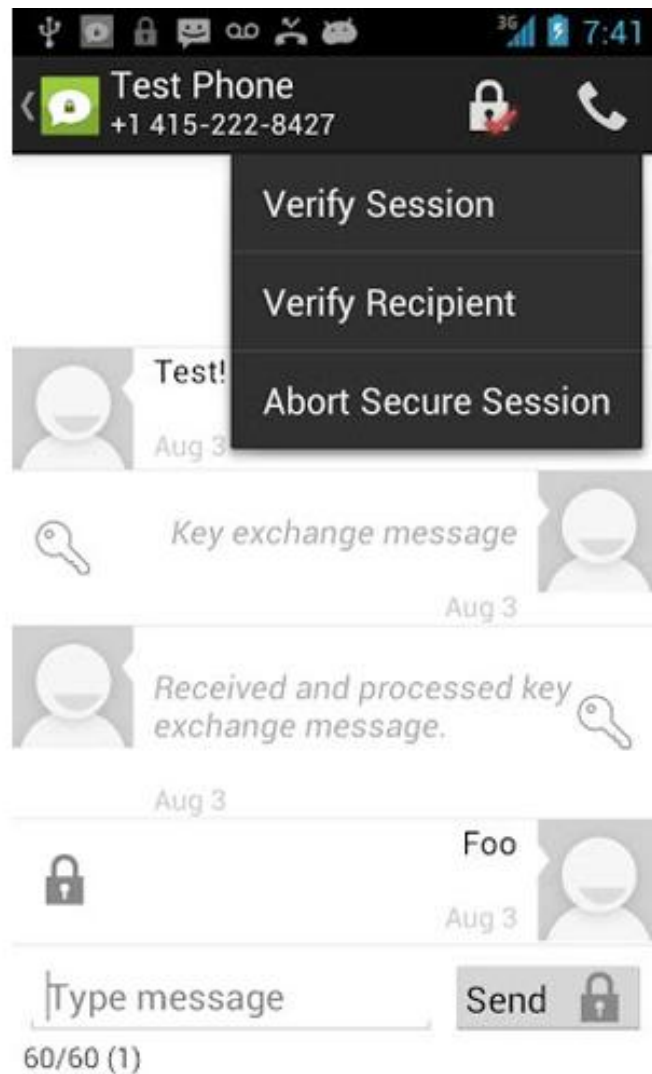 3G 7:41
Test Phone
+1 415-222-8427
Verify Session
Verify Recipient
Abort Secure Session
Test!
Aug 3
Key exchange message
Aug 3
Received and processed key
exchange message.
Aug 3
Foo
Aug 3
Type message
Send
60/60 (1)